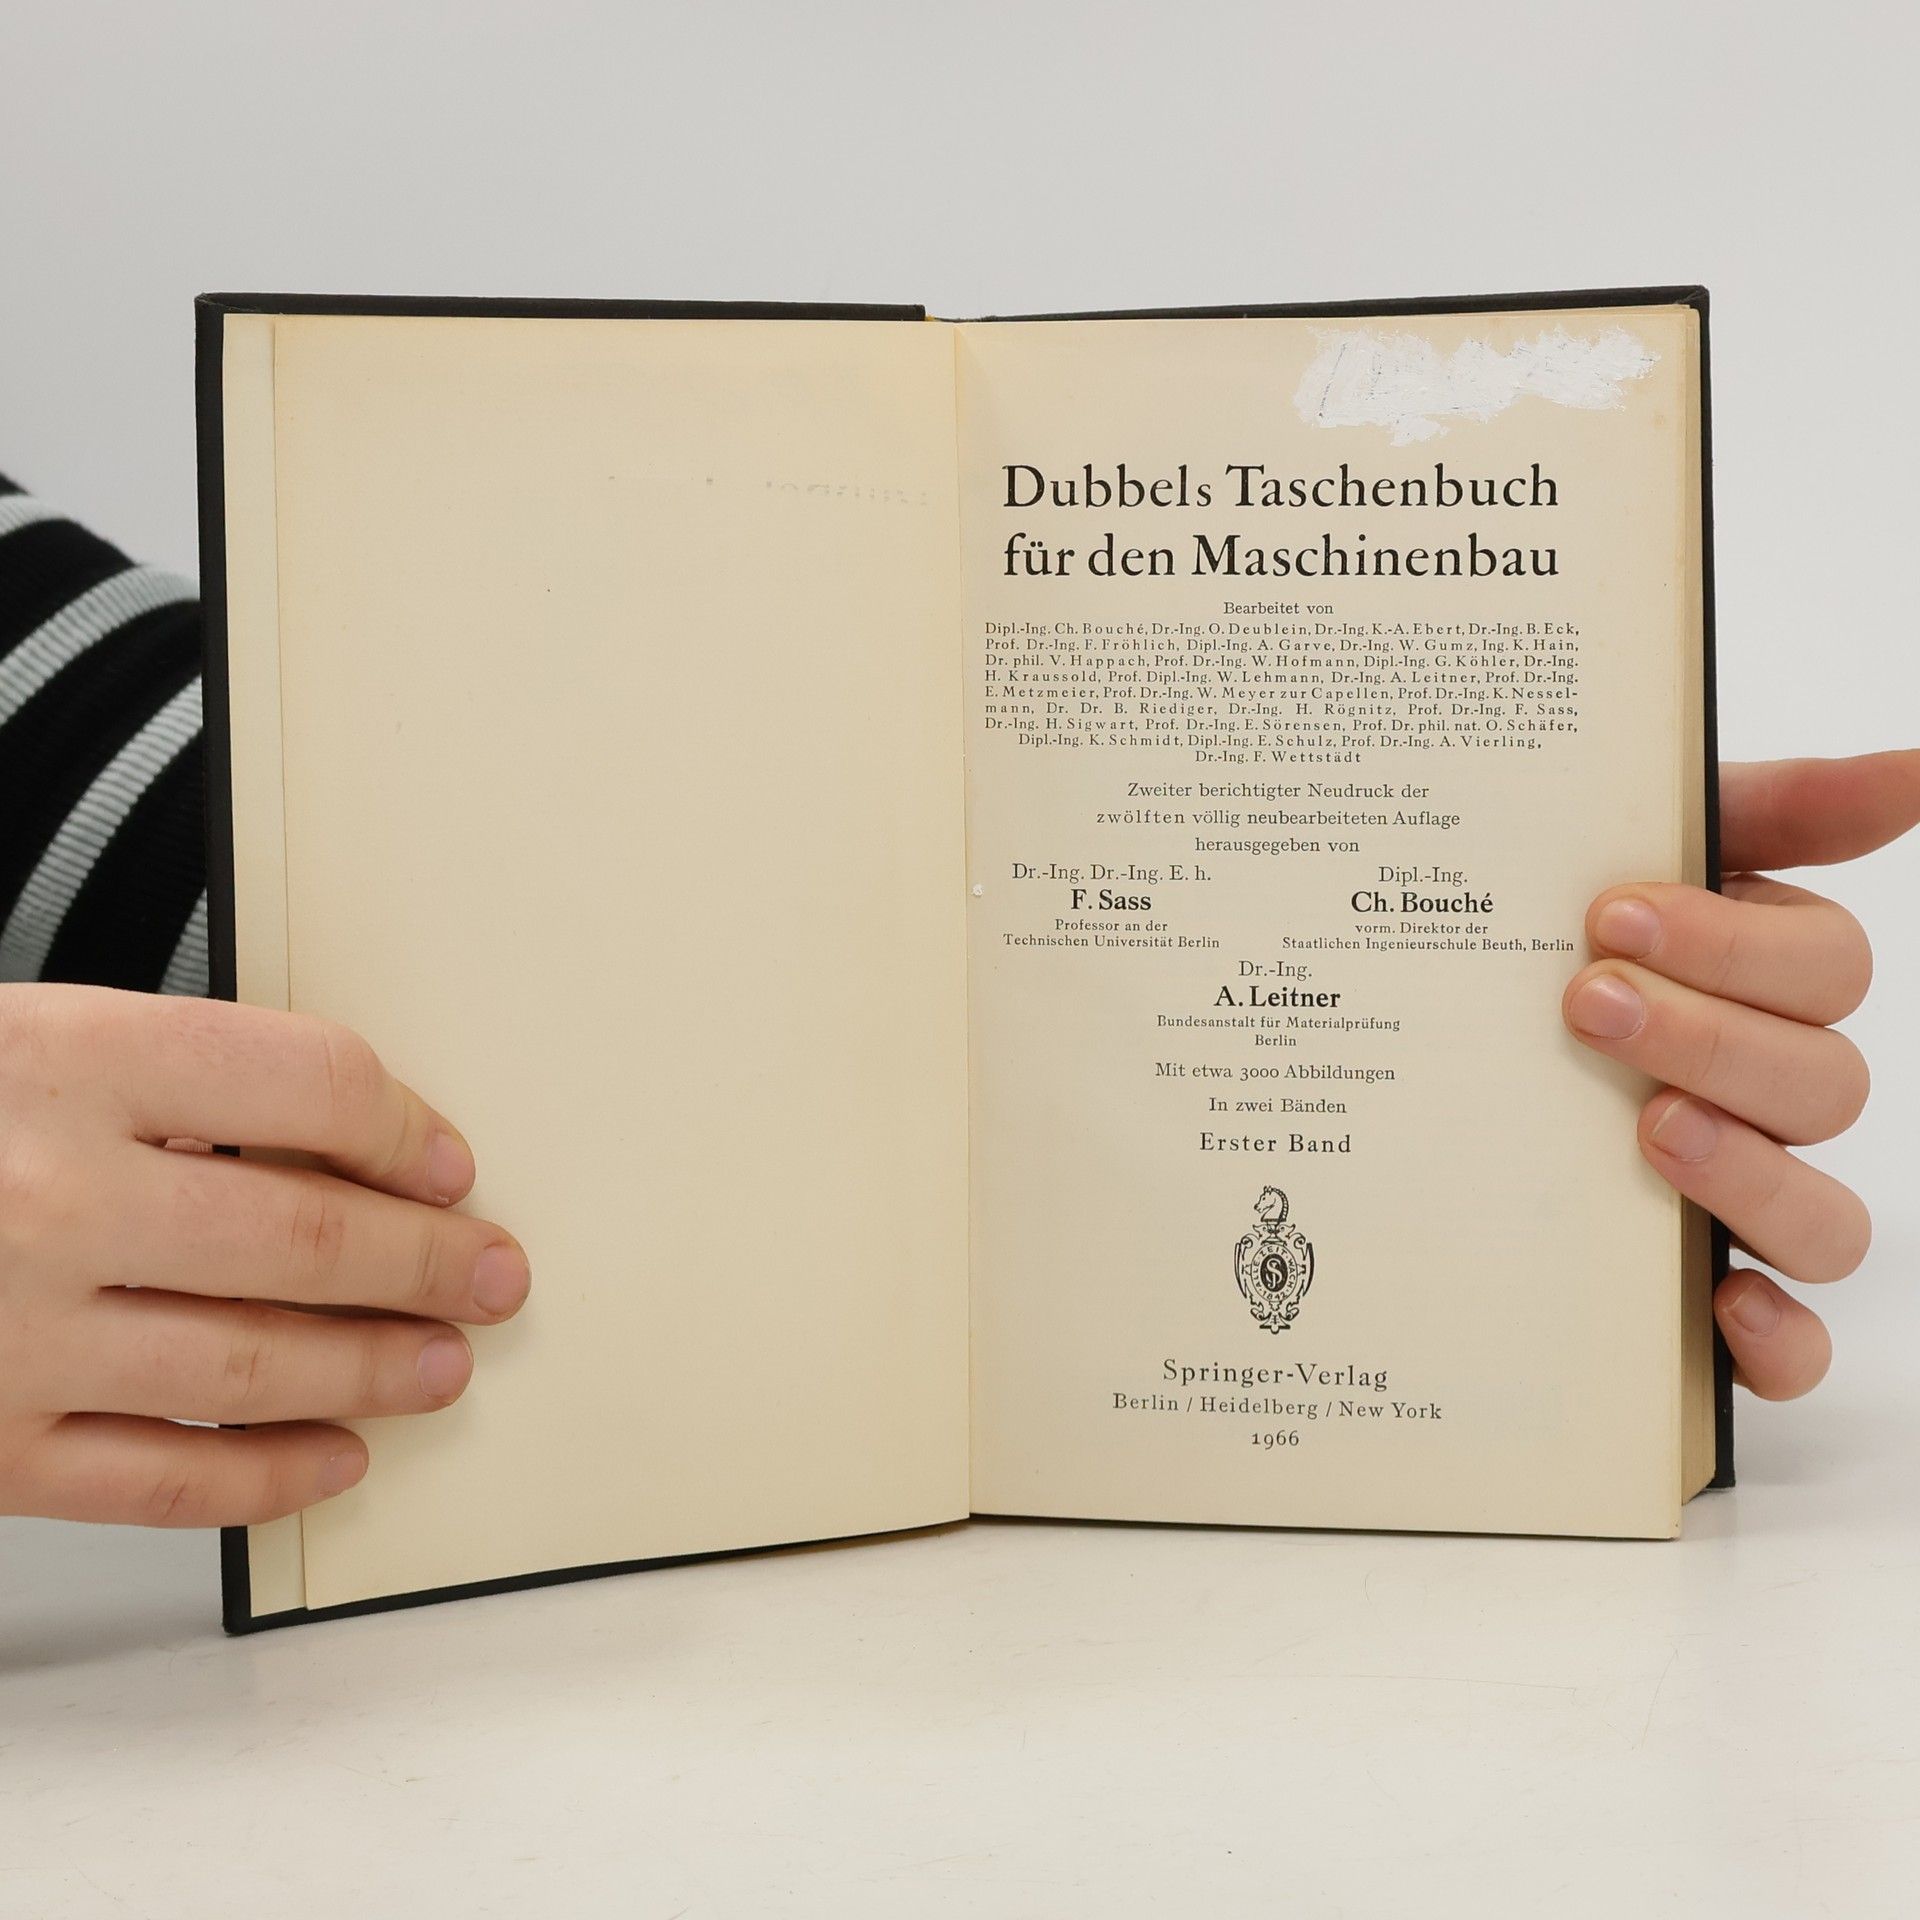 Dubbels Taschenbuch
für den Maschinenbau
Bearbeitet von
Dipl.-Ing. Ch. Bouché, Dr.-Ing. O. Deublein, Dr.-Ing. K.-A. Ebert, Dr.-Ing. B. Eck,
Prof. Dr.-Ing. F. Fröhlich, Dipl.-Ing. A. Garve, Dr.-Ing. W. Gumz, Ing. K. Hain,
Dr. phil. V. Happach, Prof. Dr.-Ing. W. Hofmann, Dipl.-Ing. G. Köhler, Dr.-Ing.
H. Kraussold, Prof. Dipl.-Ing. W. Lehmann, Dr.-Ing. A. Leitner, Prof. Dr.-Ing.
E. Metzmeier, Prof. Dr.-Ing. W. Meyer zur Capellen, Prof. Dr.-Ing. K. Nessel-
mann, Dr. Dr. B. Riediger, Dr.-Ing. H. Rögnitz, Prof. Dr.-Ing. F. Sass,
Dr.-Ing. H. Sigwart, Prof. Dr.-Ing. E. Sörensen, Prof. Dr. phil. nat. O. Schäfer,
Dipl.-Ing. K. Schmidt, Dipl.-Ing. E. Schulz, Prof. Dr.-Ing. A. Vierling,
Dr.-Ing. F. Wettstädt
Zweiter berichtigter Neudruck der
zwölften völlig neubearbeiteten Auflage
herausgegeben von
Dr.-Ing. Dr.-Ing. E. h.
F. Sass
Professor an der
Technischen Universität Berlin
Dipl.-Ing.
Ch. Bouché
vorm. Direktor der
Staatlichen Ingenieurschule Beuth, Berlin
Dr.-Ing.
A. Leitner
Bundesanstalt für Materialprüfung
Berlin
Mit etwa 3000 Abbildungen
In zwei Bänden
Erster Band
ALLE · ZEIT · WACH
1842
Springer-Verlag
Berlin / Heidelberg / New York
1966